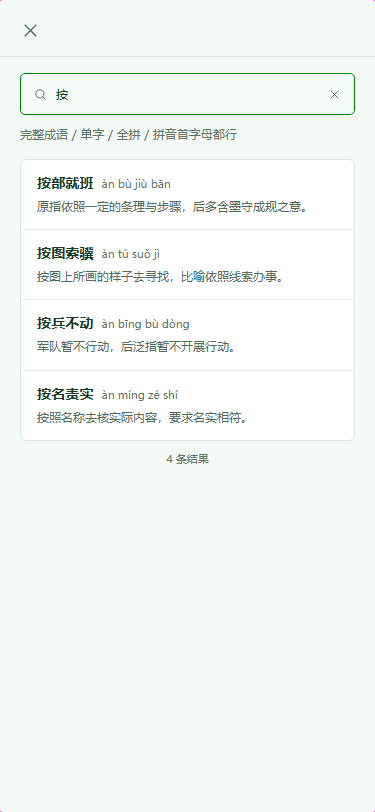 按
完整成语 / 单字 / 全拼 / 拼音首字母都行
按部就班 àn bù jiù bān
原指依照一定的条理与步骤，后多含墨守成规之意。
按图索骥 àn tú suǒ jì
按图上所画的样子去寻找，比喻依照线索办事。
按兵不动 àn bīng bù dòng
军队暂不行动，后泛指暂不开展行动。
按名责实 àn míng zé shí
按照名称去核实际内容，要求名实相符。
4 条结果